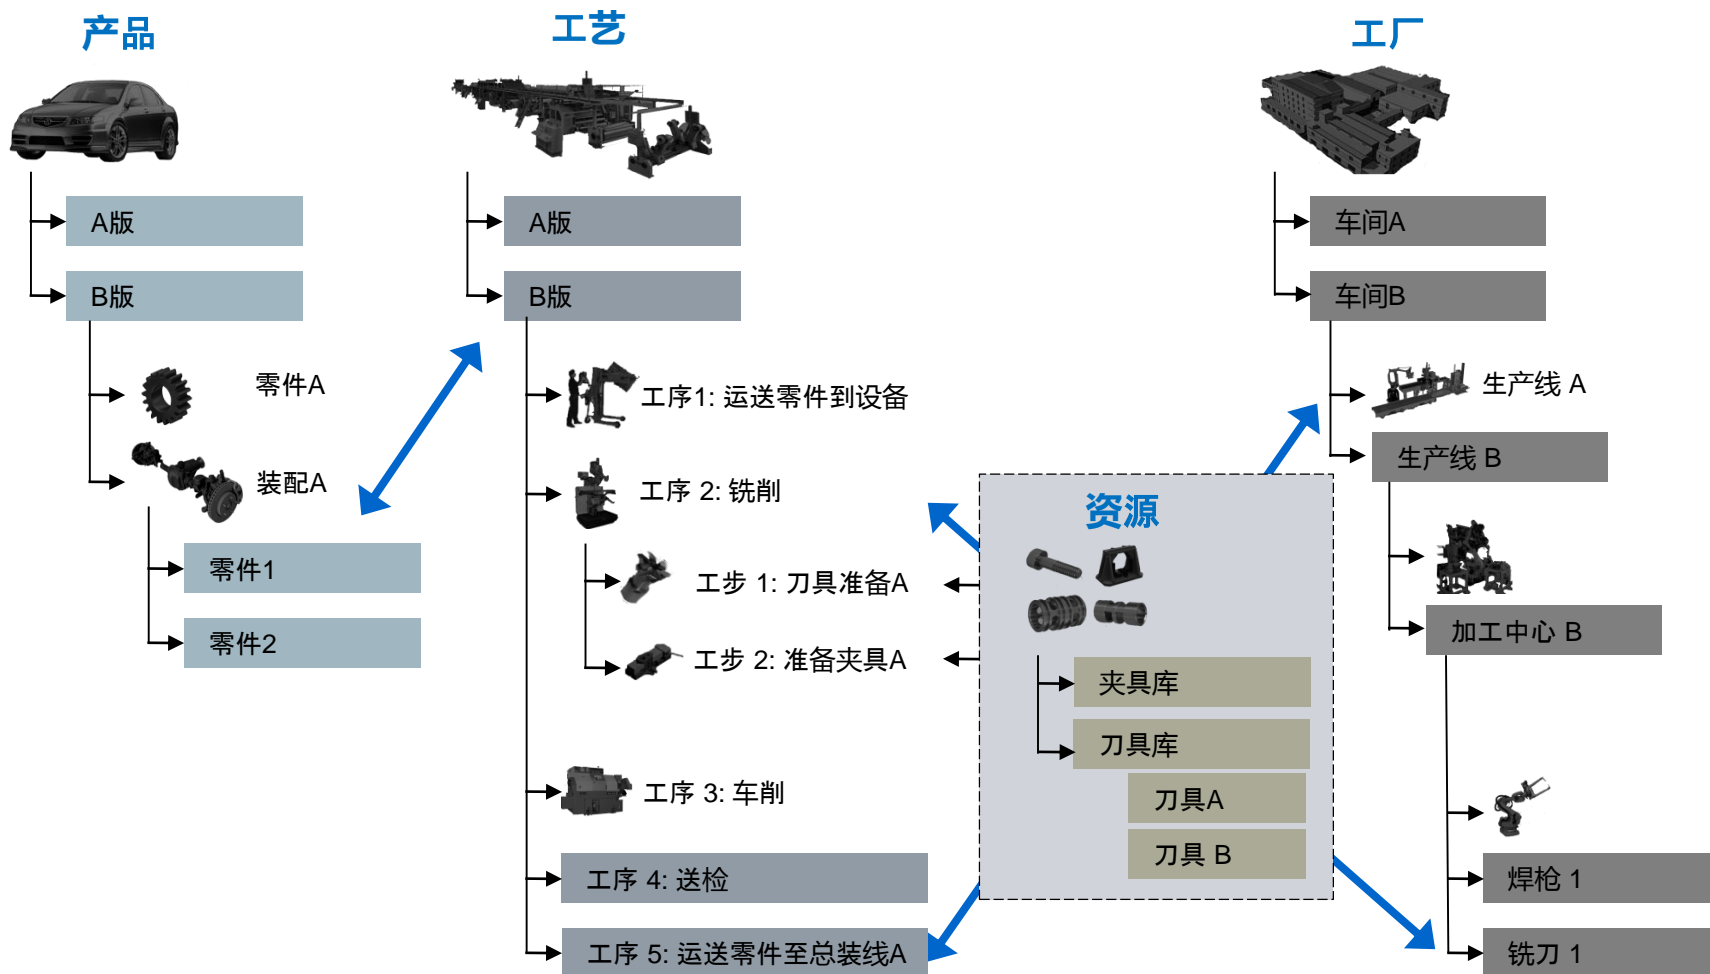 产品
A版
B版
零件A
装配A
零件1
零件2
工艺
A版
B版
工序1: 运送零件到设备
工序 2: 铣削
工步 1: 刀具准备A
工步 2: 准备夹具A
工序 3: 车削
工序 4: 送检
工序 5: 运送零件至总装线A
资源
夹具库
刀具库
刀具A
刀具 B
工厂
车间A
车间B
生产线 A
生产线 B
加工中心 B
焊枪 1
铣刀 1